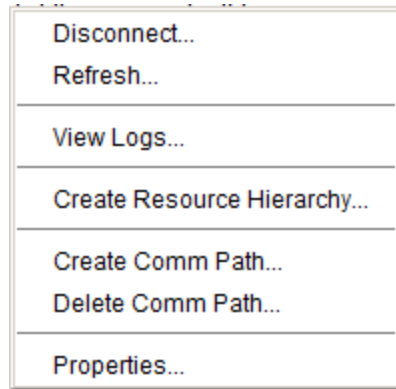 Disconnect...
Refresh...
View Logs...
Create Resource Hierarchy...
Create Comm Path...
Delete Comm Path...
Properties...